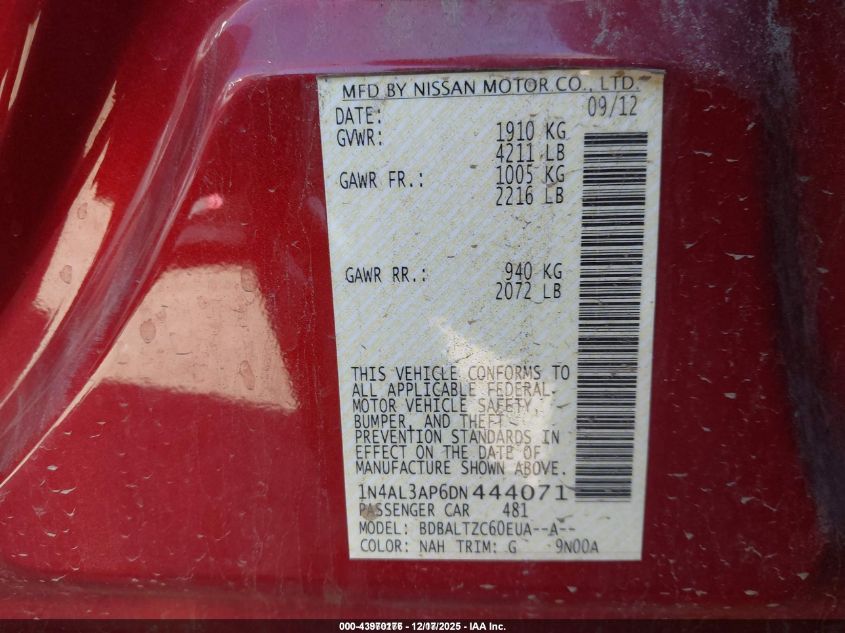 MFD BY NISSAN MOTOR CO., LTD.
DATE: 09/12
GVWR: 1910 KG
4211 LB
GAWR FR.: 1005 KG
2216 LB
GAWR RR.: 940 KG
2072 LB
THIS VEHICLE CONFORMS TO
ALL APPLICABLE FEDERAL
MOTOR VEHICLE SAFETY,
BUMPER, AND THEFT
PREVENTION STANDARDS IN
EFFECT ON THE DATE OF
MANUFACTURE SHOWN ABOVE.
1N4AL3AP6DN444071
PASSENGER CAR 481
MODEL: BDBALTZC60EUA--A--
COLOR: NAH TRIM: G 9N00A
IAA Inc.